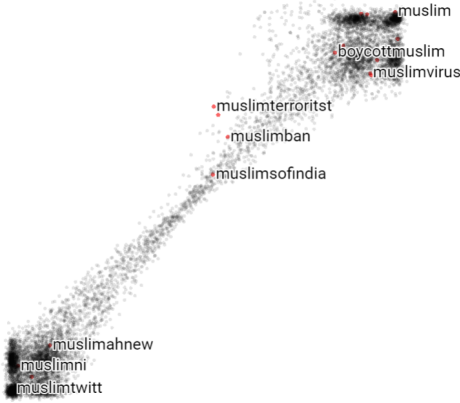 muslim
boycottmuslim
muslimvirus
muslimterroritst
muslimban
muslimsofindia
muslimahnew
muslimni
muslimtwitt